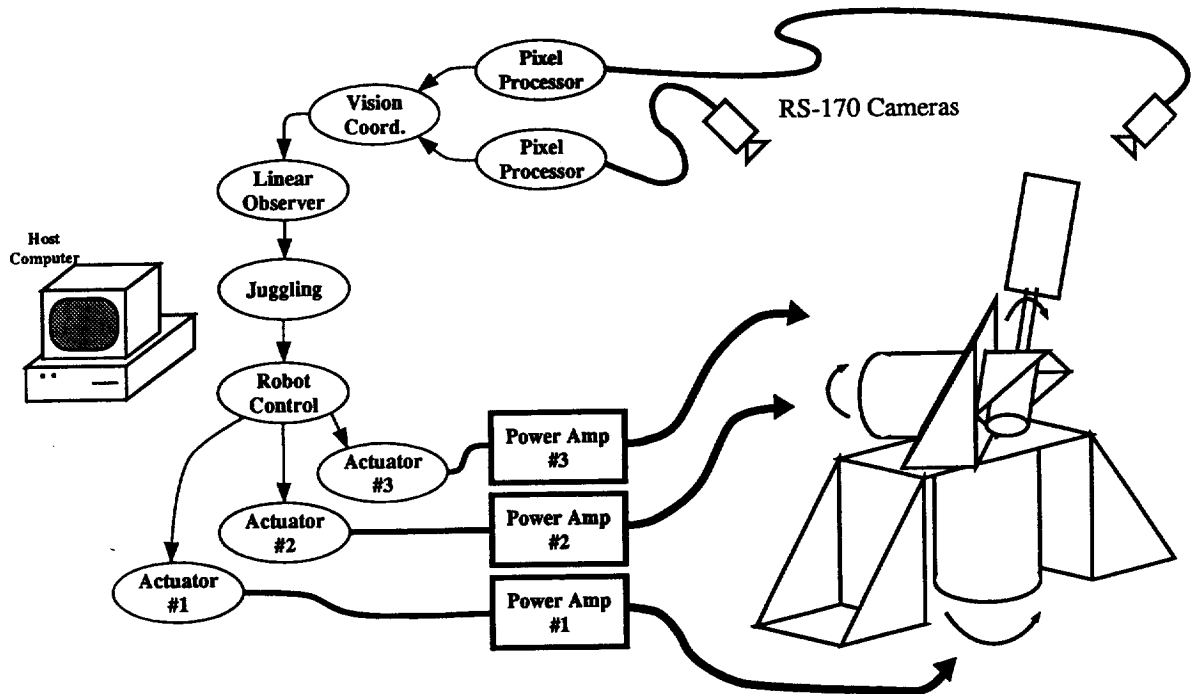 Pixel
Processor
Vision
Coord.
RS-170 Cameras
Pixel
Processor
Linear
Observer
Host
Computer
Juggling
Robot
Control
Power Amp
#3
Actuator
#3
Power Amp
#2
Actuator
#2
Actuator
#1
Power Amp
#1